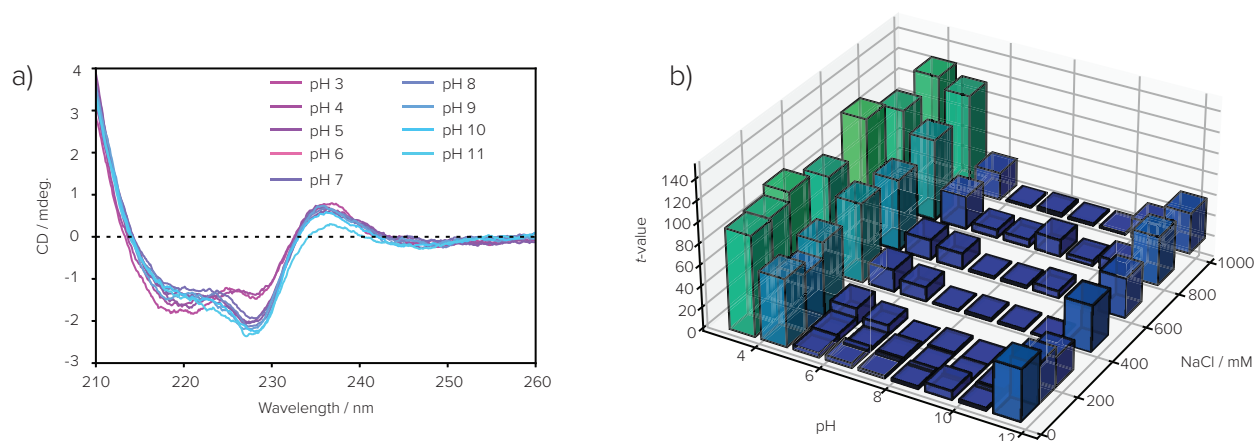 a)
CD / mdeg.
4
3
2
1
0
-1
-2
-3
210
220
230
240
250
260
Wavelength / nm
pH 3
pH 4
pH 5
pH 6
pH 7
pH 8
pH 9
pH 10
pH 11
b)
t-value
140
120
100
80
60
40
20
0
4
6
8
10
12
pH
0
200
400
600
800
1000
NaCl / mM